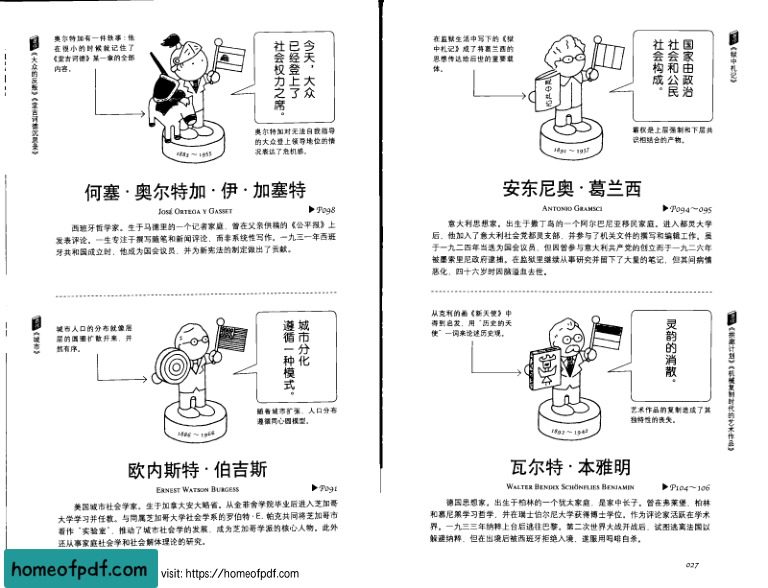 奥尔特加有一件轶事：他
在很小的时候就记住了
《堂吉诃德》某一章的全部
内容。
今天，大众
已经登上了
社会权力之席。
《大众的反叛》《堂吉诃德沉思录》
奥尔特加对无法自我指导
的大众登上领导地位的情
况表达了危机感。
1883～1955
何塞·奥尔特加·伊·加塞特
JOSÉ ORTEGA Y GASSET
▶P098
西班牙哲学家。生于马德里的一个记者家庭，曾在父亲供稿的《公平报》上
发表评论。一生专注于撰写随笔和新闻评论，而非系统性写作。一九三一年西班
牙共和国成立时，他成为国会议员，并为新宪法的制定做出了贡献。
城市人口的分布就像层
层的圆圈扩散开来，井
然有序。
城市分化
遵循一种模式。
《城市》
随着城市扩张，人口分布
遵循同心圆模型。
1886～1966
欧内斯特·伯吉斯
ERNEST WATSON BURGESS
▶P091
美国城市社会学家。生于加拿大安大略省。从金菲舍学院毕业后进入芝加哥
大学学习并任教。与同属芝加哥大学社会学系的罗伯特·E. 帕克共同将芝加哥市
看作“实验室”，推动了城市社会学的发展，成为芝加哥学派的核心人物。此外
还从事家庭社会学和社会解体理论的研究。
在监狱生活中写下的《狱
中札记》成了将葛兰西的
思想传达给后世的重要载
体。
国家由政治
社会和公民
社会构成。
《狱中札记》
狱中札记
霸权是上层强制和下层共
识相结合的产物。
1891～1937
安东尼奥·葛兰西
ANTONIO GRAMSCI
▶P094～095
意大利思想家。出生于撒丁岛的一个阿尔巴尼亚移民家庭。进入都灵大学
后，他加入了意大利社会党都灵支部，并参与了机关文件的撰写和编辑工作。虽
于一九二四年当选为国会议员，但因曾参与意大利共产党的创立而于一九二六年
被墨索里尼政府逮捕。在监狱里继续从事研究并留下了大量的笔记，但其间病情
恶化，四十六岁时因脑溢血去世。
从克利的画《新天使》中
得到启发，用“历史的天
使”一词来论述历史观。
灵韵的消散。
《拱廊计划》《机械复制时代的艺术作品》
艺术作品的复制造成了其
独特性的丧失。
1892～1940
瓦尔特·本雅明
WALTER BENDIX SCHÖNFLIES BENJAMIN
▶P104～106
德国思想家。出生于柏林的一个犹太家庭，是家中长子。曾在弗莱堡、柏林
和慕尼黑学习哲学，并在瑞士伯尔尼大学获得博士学位。作为评论家活跃在学术
界。一九三三年纳粹上台后逃往巴黎。第二次世界大战开战后，试图逃离法国以
躲避纳粹，但在出境后被西班牙拒绝入境，遂服用吗啡自杀。
027
homeofpdf.com
visit: https://homeofpdf.com